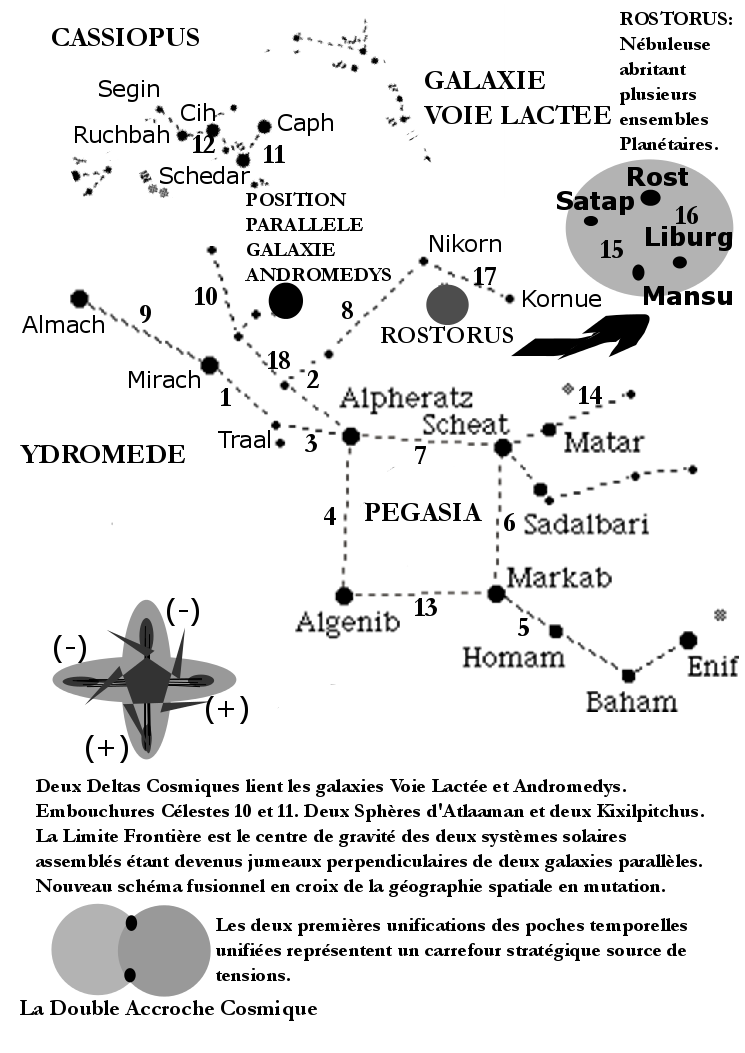 CASSIOPUS
ROSTORUS:
Nébuleuse
abritant
plusieurs
ensembles
Planétaires.
GALAXIE
VOIE LACTEE
Segin
Cih
Caph
Ruchbah
12
11
Schedar
POSITION
PARALLELE
GALAXIE
ANDROMEDYS
Rost
Satap
16
15
Liburg
Mansu
Nikorn
17
Kornue
10
9
8
Almach
ROSTORUS
18
Mirach
2
1
14
Alpheratz
Scheat
Matar
Traal
3
7
YDROMEDE
4
PEGASIA
6
Sadalbari
Markab
13
Algenib
5
Homam
Enif
Baham
(-)
(-)
(+)
(+)
Deux Deltas Cosmiques lient les galaxies Voie Lactée et Andromedys.
Embouchures Célestes 10 et 11. Deux Sphères d'Atlaaman et deux Kixilpitchus.
La Limite Frontière est le centre de gravité des deux systèmes solaires
assemblés étant devenus jumeaux perpendiculaires de deux galaxies parallèles.
Nouveau schéma fusionnel en croix de la géographie spatiale en mutation.
Les deux premières unifications des poches temporelles
unifiées représentent un carrefour stratégique source de
tensions.
La Double Accroche Cosmique